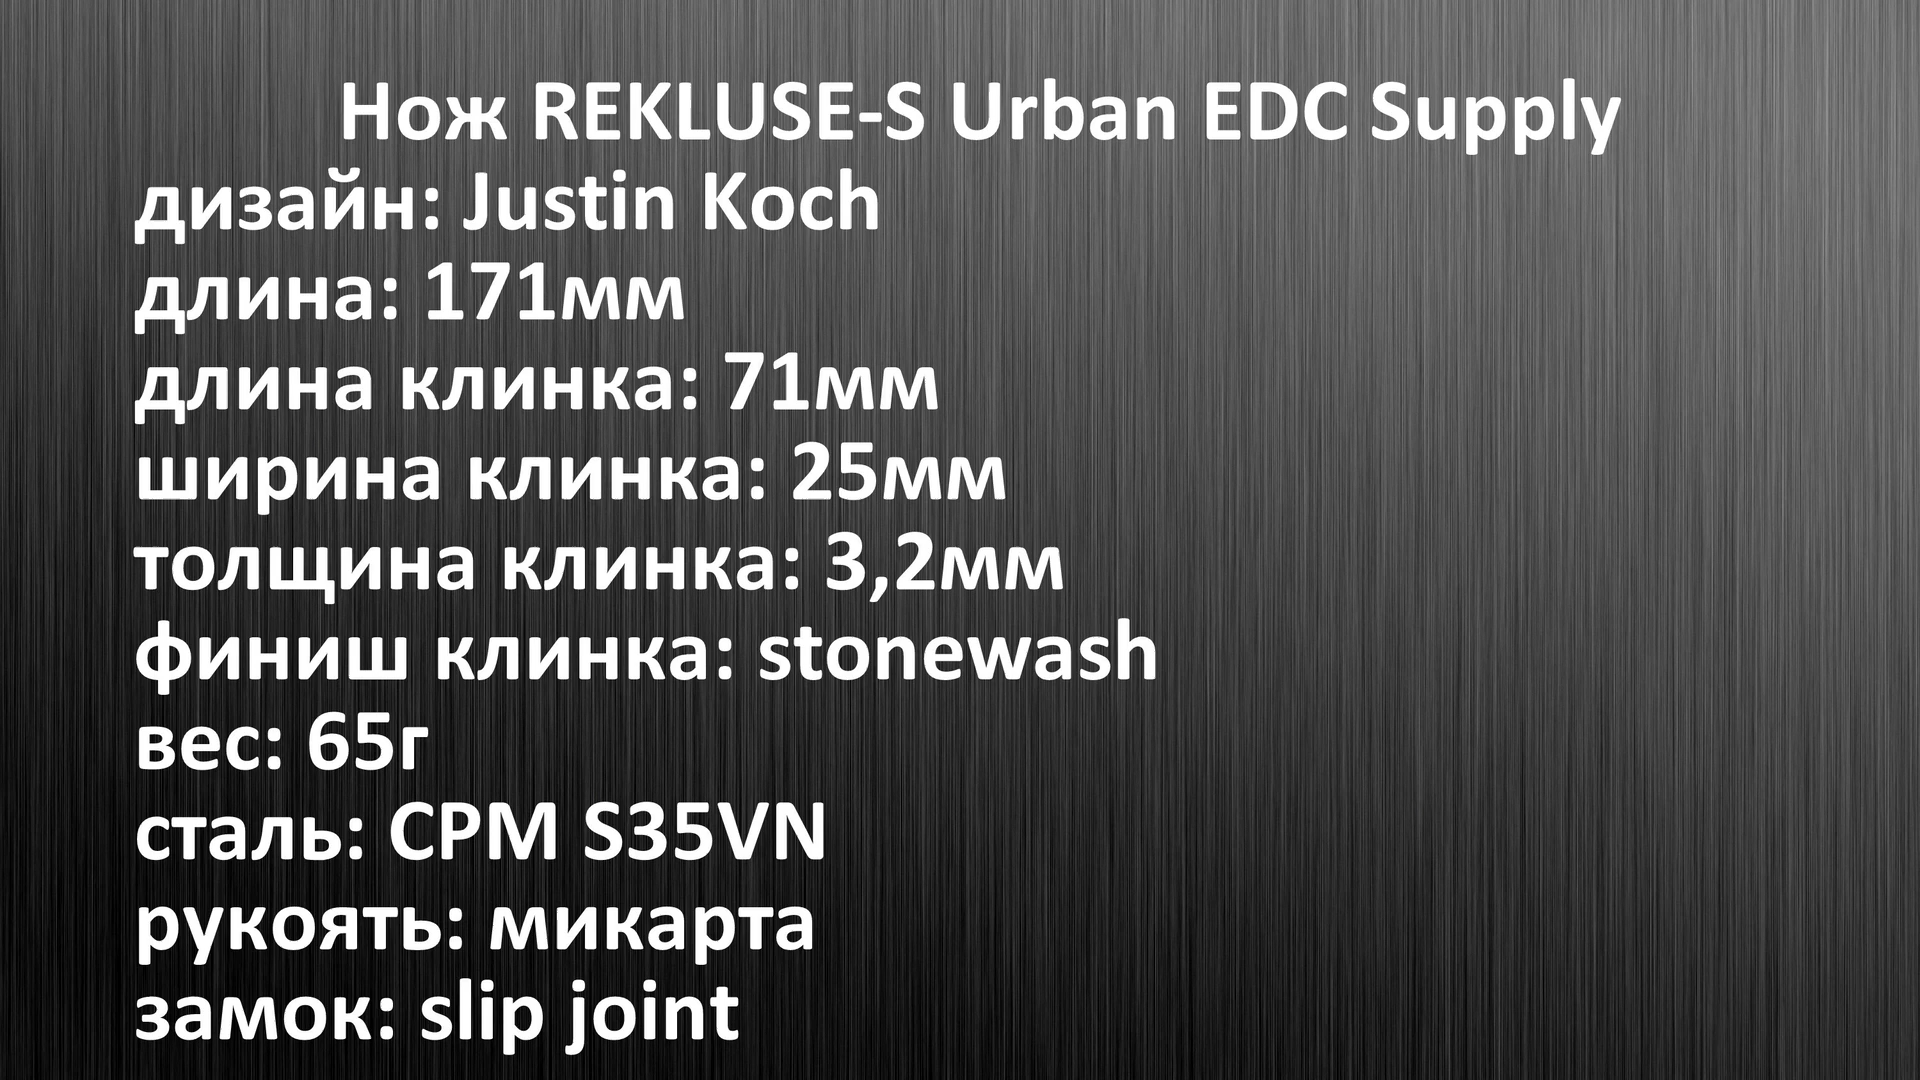 Нож REKLUSE-S Urban EDC Supply
дизайн: Justin Koch
длина: 171мм
длина клинка: 71мм
ширина клинка: 25мм
толщина клинка: 3,2мм
финиш клинка: stonewash
вес: 65г
сталь: CPM S35VN
рукоять: микарта
замок: slip joint